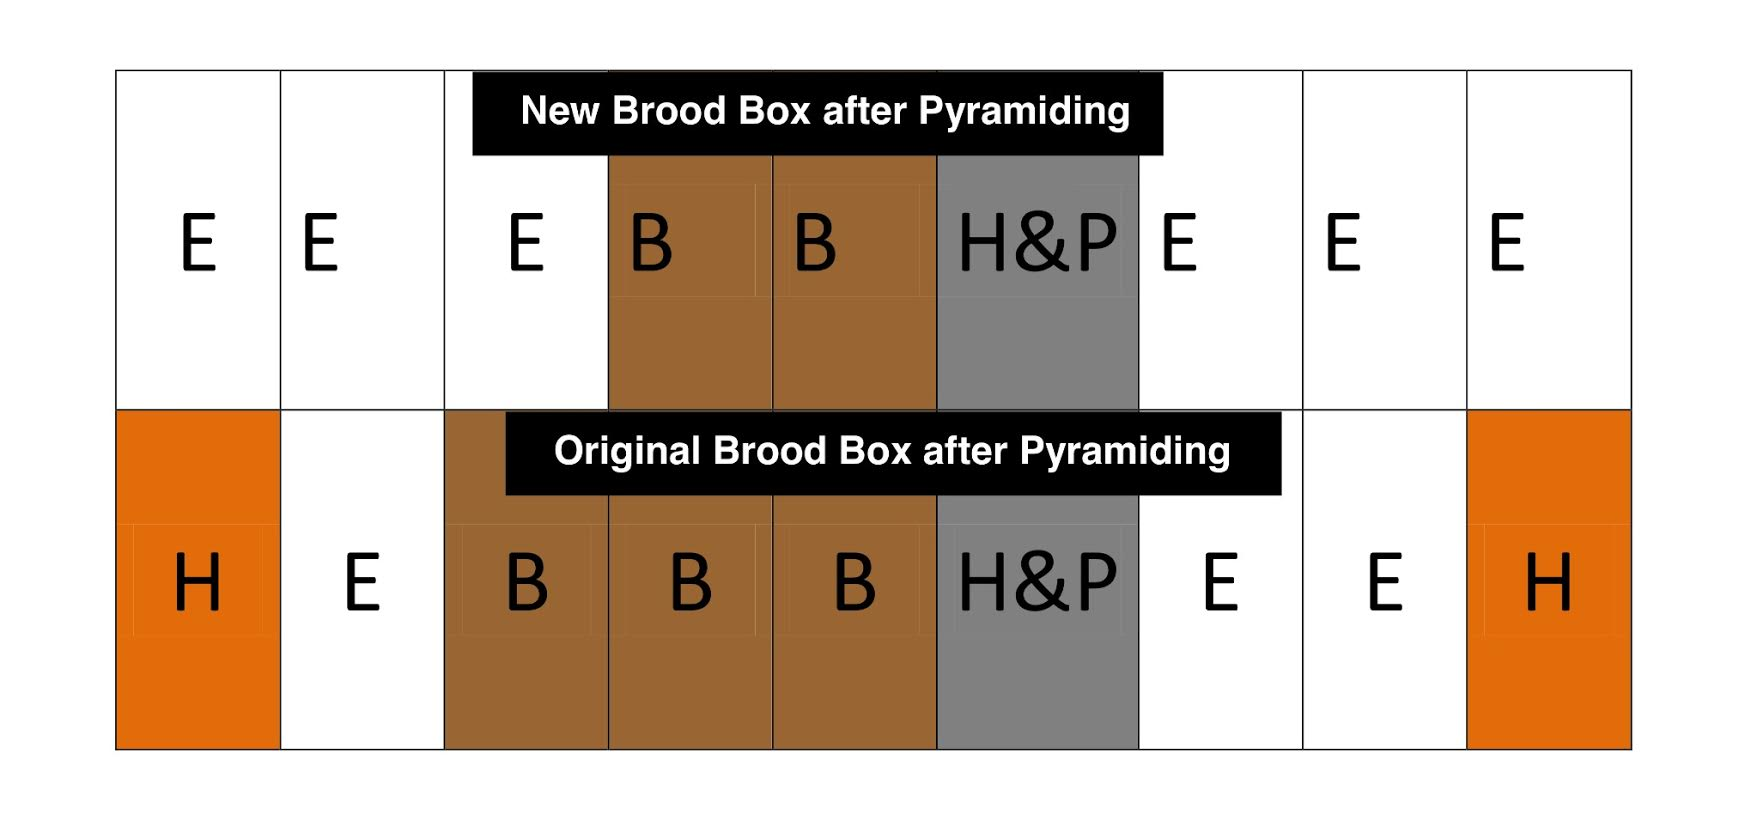 New Brood Box after Pyramiding
E E E B B H&P E E E
Original Brood Box after Pyramiding
H E B B B H&P E E H